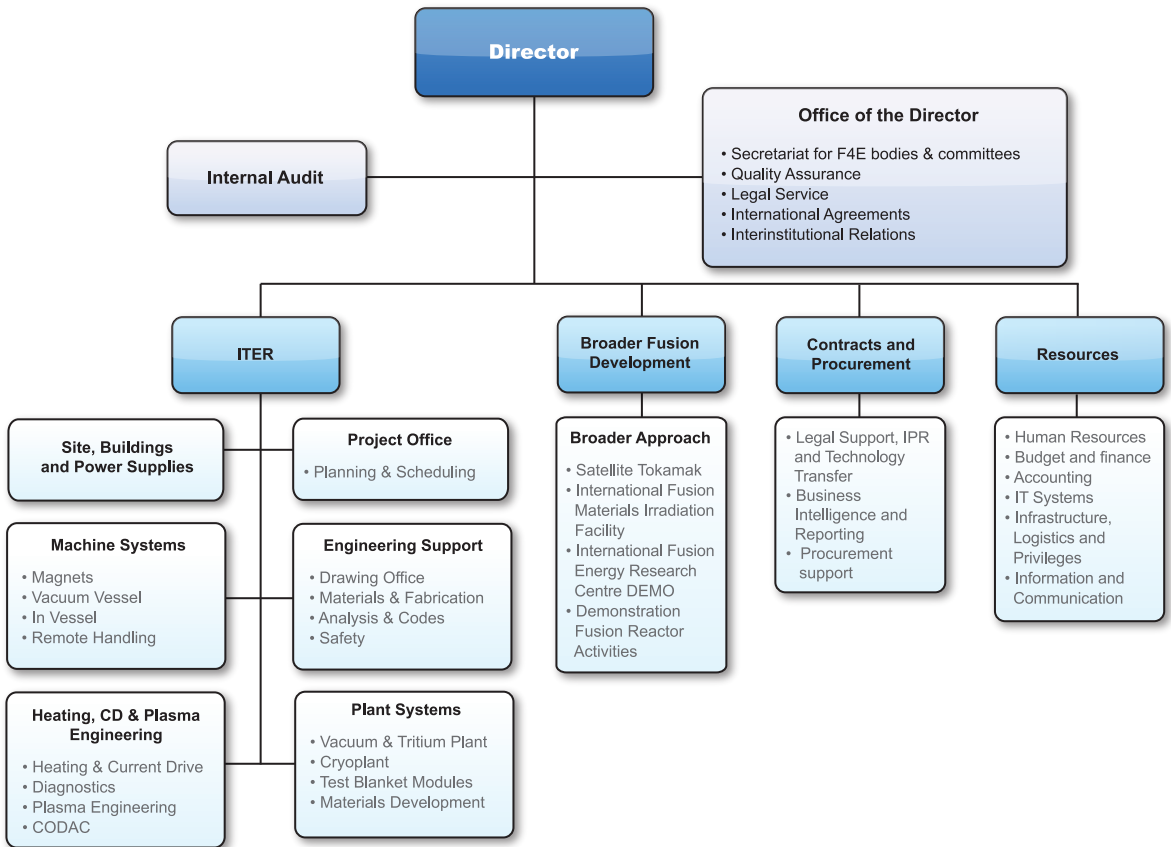 Director
Office of the Director
• Secretariat for F4E bodies & committees
• Quality Assurance
• Legal Service
• International Agreements
• Interinstitutional Relations
Internal Audit
ITER
Broader Fusion
Development
Contracts and
Procurement
Resources
Site, Buildings
and Power Supplies
Project Office
• Planning & Scheduling
Machine Systems
• Magnets
• Vacuum Vessel
• In Vessel
• Remote Handling
Engineering Support
• Drawing Office
• Materials & Fabrication
• Analysis & Codes
• Safety
Heating, CD & Plasma
Engineering
• Heating & Current Drive
• Diagnostics
• Plasma Engineering
• CODAC
Plant Systems
• Vacuum & Tritium Plant
• Cryoplant
• Test Blanket Modules
• Materials Development
Broader Approach
• Satellite Tokamak
• International Fusion
Materials Irradiation
Facility
• International Fusion
Energy Research
Centre DEMO
• Demonstration
Fusion Reactor
Activities
• Legal Support, IPR
and Technology
Transfer
• Business
Intelligence and
Reporting
• Procurement
support
• Human Resources
• Budget and finance
• Accounting
• IT Systems
• Infrastructure,
Logistics and
Privileges
• Information and
Communication